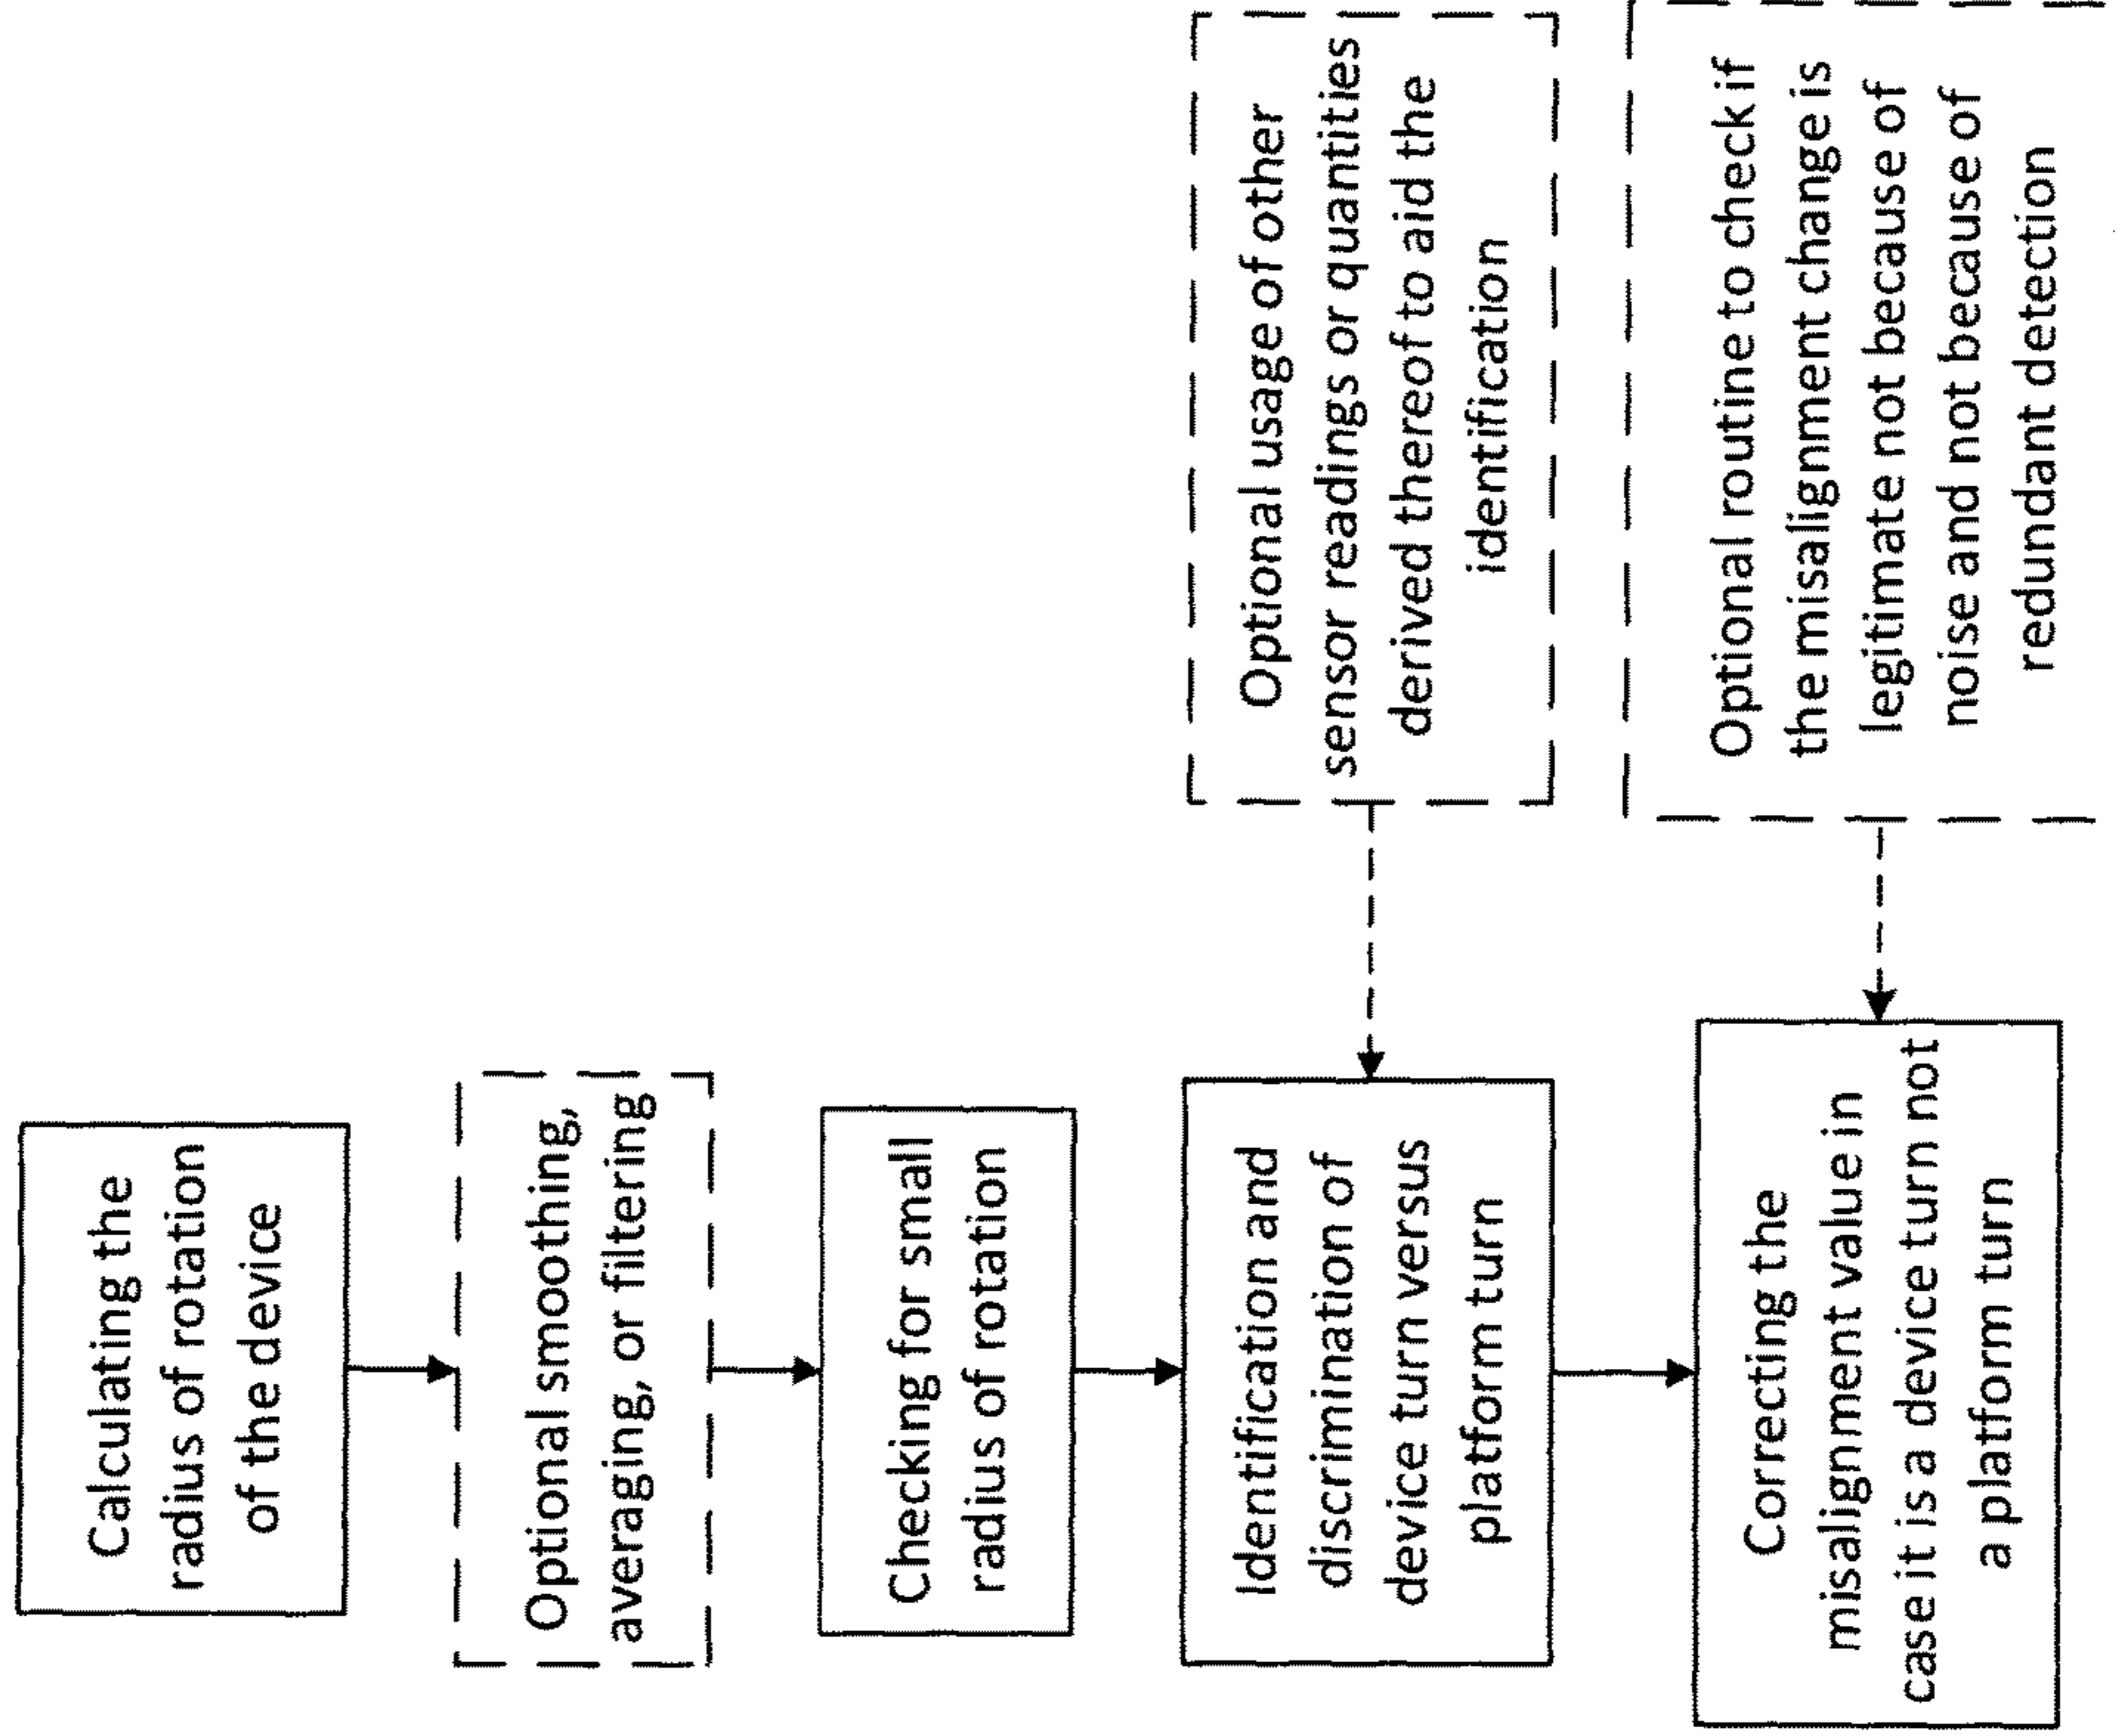 Calculating the
radius of rotation
of the device
Optional smoothing,
averaging, or filtering
Checking for small
radius of rotation
Identification and
discrimination of
device turn versus
platform turn
Optional usage of other
sensor readings or quantities
derived thereof to aid the
identification
Correcting the
misalignment value in
case it is a device turn not
a platform turn
Optional routine to check if
the misalignment change is
legitimate not because of
noise and not because of
redundant detection